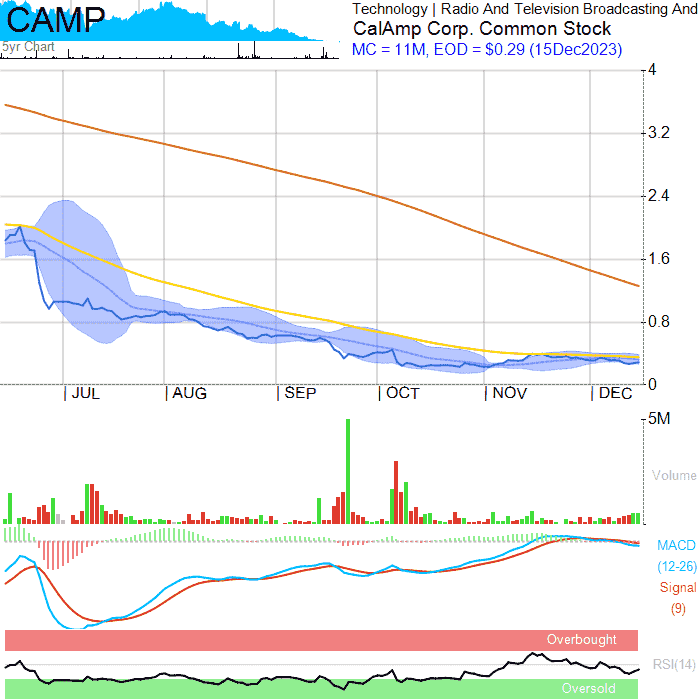 CAMP
5yr Chart
Technology | Radio And Television Broadcasting And
CalAmp Corp. Common Stock
MC = 11M, EOD = $0.29 (15Dec2023)
4
3.2
2.4
1.6
0.8
0
JUL
AUG
SEP
OCT
NOV
DEC
5M
Volume
MACD
(12-26)
Signal
(9)
Overbought
RSI(14)
Oversold